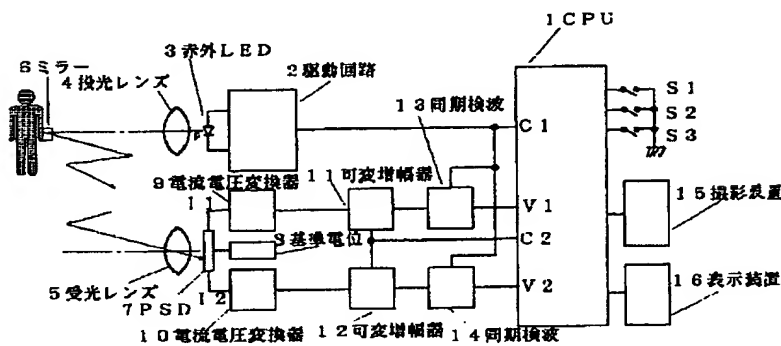 1CPU
3赤外LED
6ミラー
4投光レンズ
2駆動回路
13同期検波
S1
S2
S3
C1
9電流電圧変換器
11可変増幅器
I1
V1
15撮影装置
8基準電位
C2
5受光レンズ
I2
7PSD
V2
16表示装置
10電流電圧変換器
12可変増幅器
14同期検波